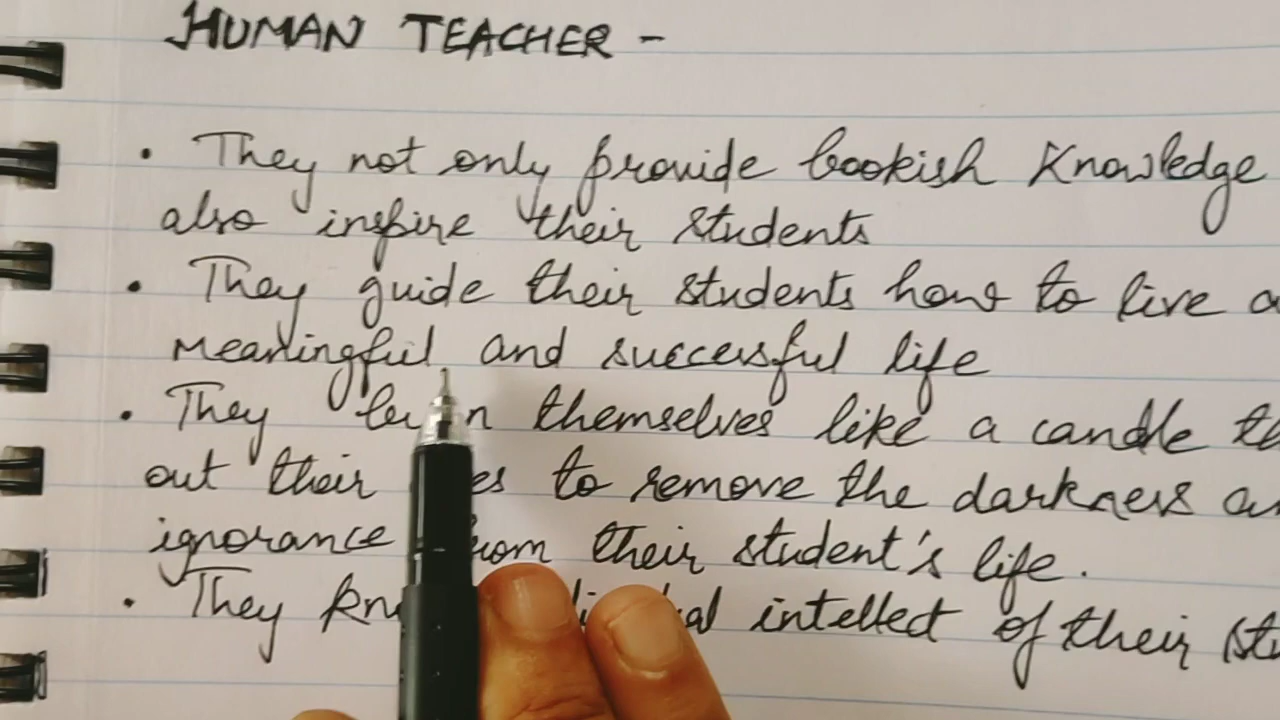 HUMAN TEACHER -
• They not only provide bookish Knowledge
also inspire their students
• They guide their students how to live
meaningful and successful life
• They themselves like a candle
out their to remove the darkness
ignorance from their student's life.
• They intellect of their